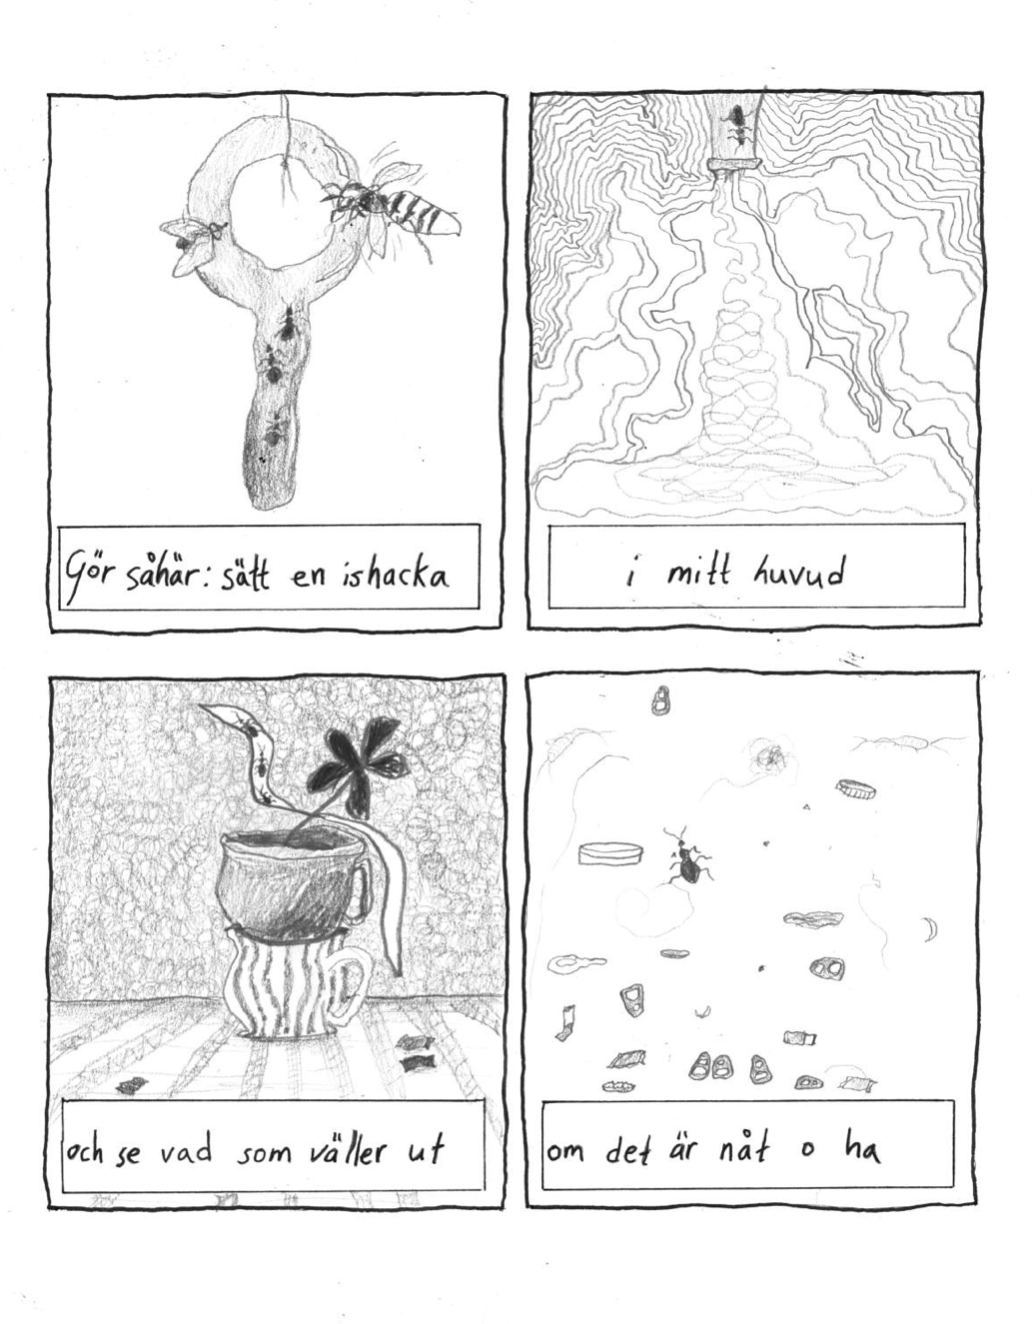 Gör såhär: sätt en ishacka
i mitt huvud
och se vad som väller ut
om det är nåt o ha